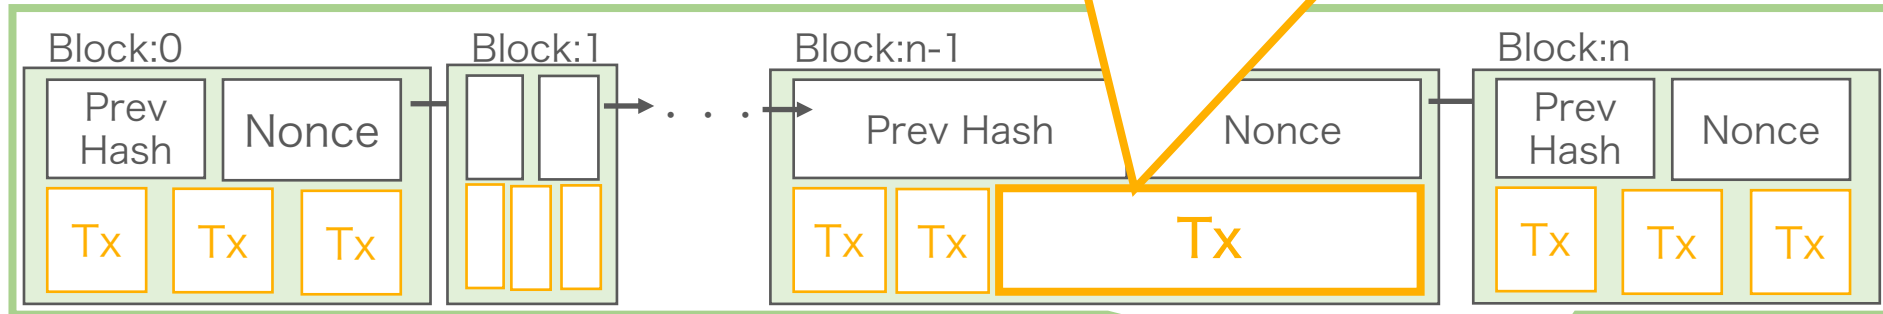 Block:0
Block:1
Block:n-1
Block:n
Prev
Hash
Nonce
. . .
Prev Hash
Nonce
Prev
Hash
Nonce
Tx
Tx
Tx
Tx
Tx
Tx
Tx
Tx
Tx